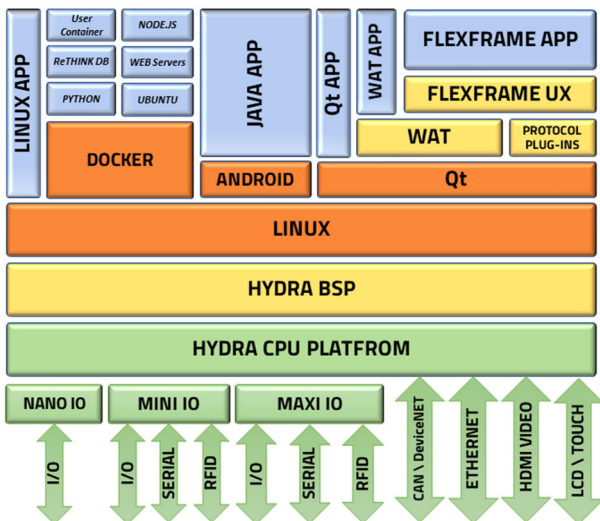 LINUX APP
User
Container
NODE.JS
ReTHINK DB
WEB Servers
PYTHON
UBUNTU
DOCKER
JAVA APP
ANDROID
Qt APP
WAT APP
FLEXFRAME APP
FLEXFRAME UX
WAT
PROTOCOL
PLUG-INS
Qt
LINUX
HYDRA BSP
HYDRA CPU PLATFROM
NANO IO
MINI IO
MAXI IO
I/O
I/O
SERIAL
RFID
I/O
SERIAL
RFID
CAN \ DeviceNET
ETHERNET
HDMI VIDEO
LCD \ TOUCH